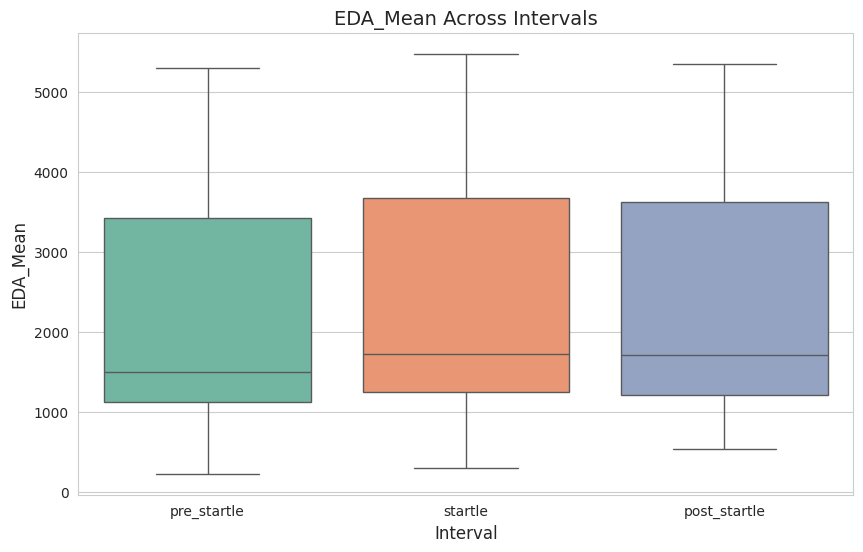 EDA_Mean Across Intervals
EDA_Mean
5000
4000
3000
2000
1000
0
pre_startle
startle
post_startle
Interval